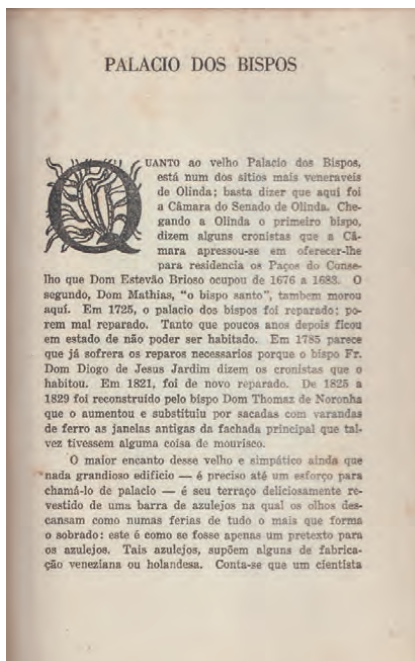 PALACIO DOS BISPOS
QUANTO ao velho Palacio dos Bispos,
está num dos sitios mais veneraveis
de Olinda; basta dizer que aqui foi
a Câmara do Senado de Olinda. Che-
gando a Olinda o primeiro bispo,
dizem alguns cronistas que a Câ-
mara apressou-se em oferecer-lhe
para residencia os Paços do Conse-
lho que Dom Estevão Brioso ocupou de 1676 a 1683. O
segundo, Dom Mathias, "o bispo santo", tambem morou
aquí. Em 1725, o palacio dos bispos foi reparado; po-
rem mal reparado. Tanto que poucos anos depois ficou
em estado de não poder ser habitado. Em 1785 parece
que já sofrera os reparos necessarios porque o bispo Fr.
Dom Diogo de Jesus Jardim dizem os cronistas que o
habitou. Em 1821, foi de novo reparado. De 1825 a
1829 foi reconstruido pelo bispo Dom Thomaz de Noronha
que o aumentou e substituiu por sacadas com varandas
de ferro as janelas antigas da fachada principal que tal-
vez tivessem alguma coisa de mourisco.
O maior encanto desse velho e simpático ainda que
nada grandioso edificio — é preciso até um esforço para
chamá-lo de palacio — é seu terraço deliciosamente re-
vestido de uma barra de azulejos na qual os olhos des-
cansam como numas ferias de tudo o mais que forma
o sobrado: este é como se fosse apenas um pretexto para
os azulejos. Tais azulejos, supõem alguns de fabrica-
ção veneziana ou holandesa. Conta-se que um cientista